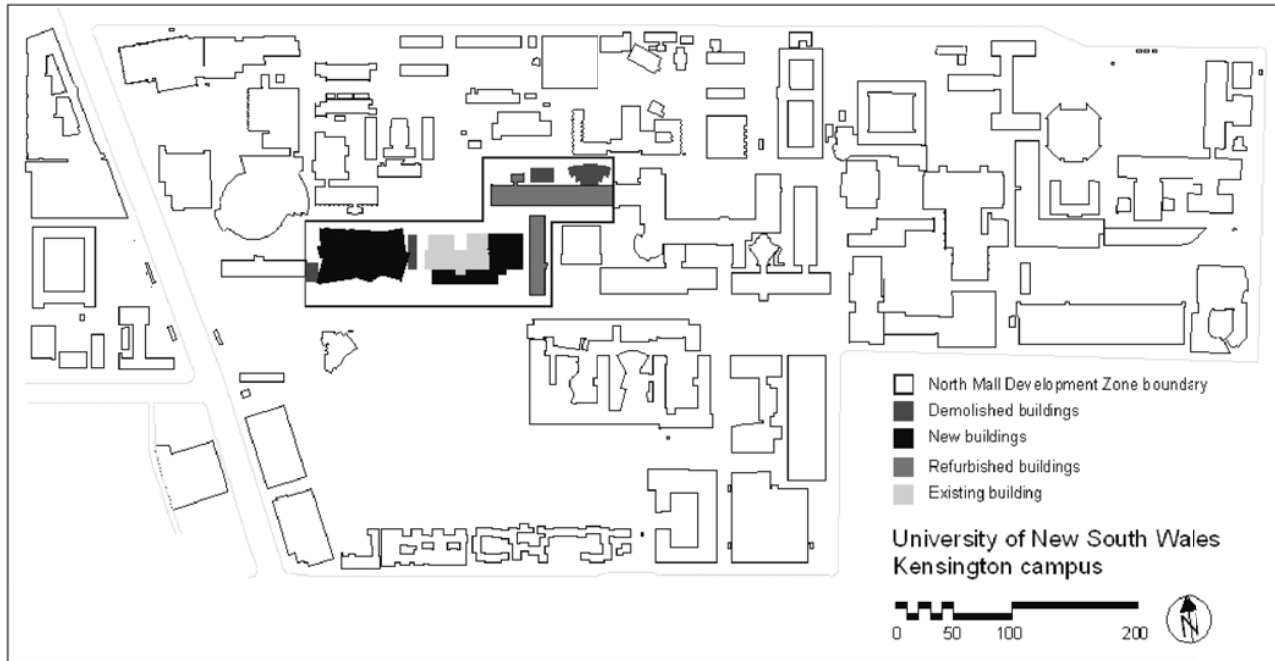 North Mall Development Zone boundary
Demolished buildings
New buildings
Refurbished buildings
Existing building
University of New South Wales
Kensington campus
0 50 100 200
N